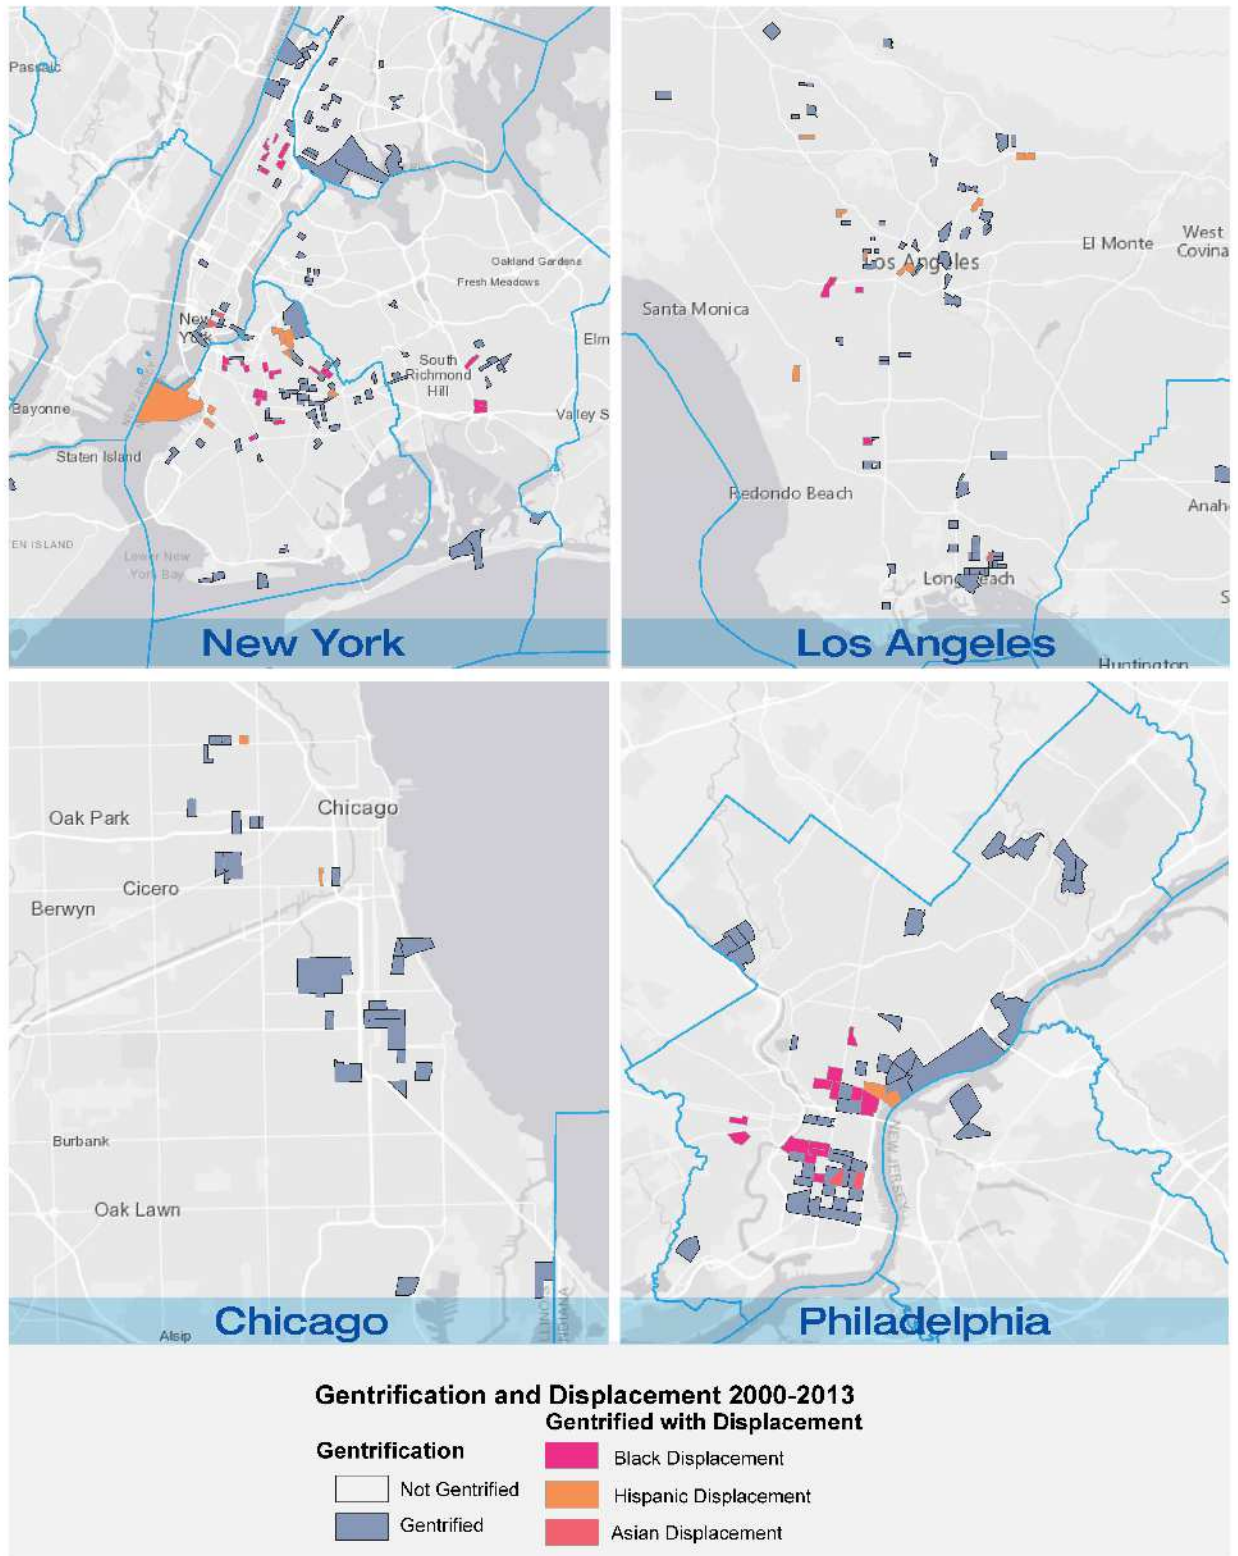 Passaic
Oakland Gardens
Fresh Meadows
New
York
Elm
South
Richmond
Hill
Bayonne
Valley S
Staten Island
EN ISLAND
Lower New
York Bay
New York
El Monte
West
Covina
Los Angeles
Santa Monica
Redondo Beach
Anah
Long Beach
S
Los Angeles
Huntington
Chicago
Oak Park
Cicero
Berwyn
Burbank
Oak Lawn
ILLINOIS
INDIANA
Chicago
Alsip
NEW JERSEY
Philadelphia
Gentrification and Displacement 2000-2013
Gentrified with Displacement
Gentrification
Black Displacement
Not Gentrified
Hispanic Displacement
Gentrified
Asian Displacement